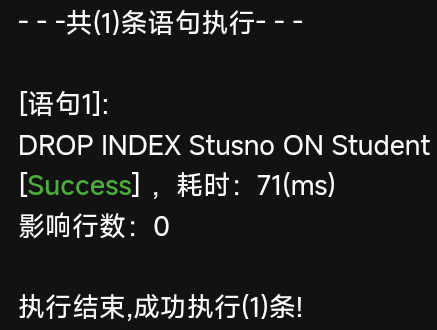 - - -共(1)条语句执行- - -
[语句1]:
DROP INDEX Stusno ON Student
[Success] ，耗时：71(ms)
影响行数：0
执行结束,成功执行(1)条!